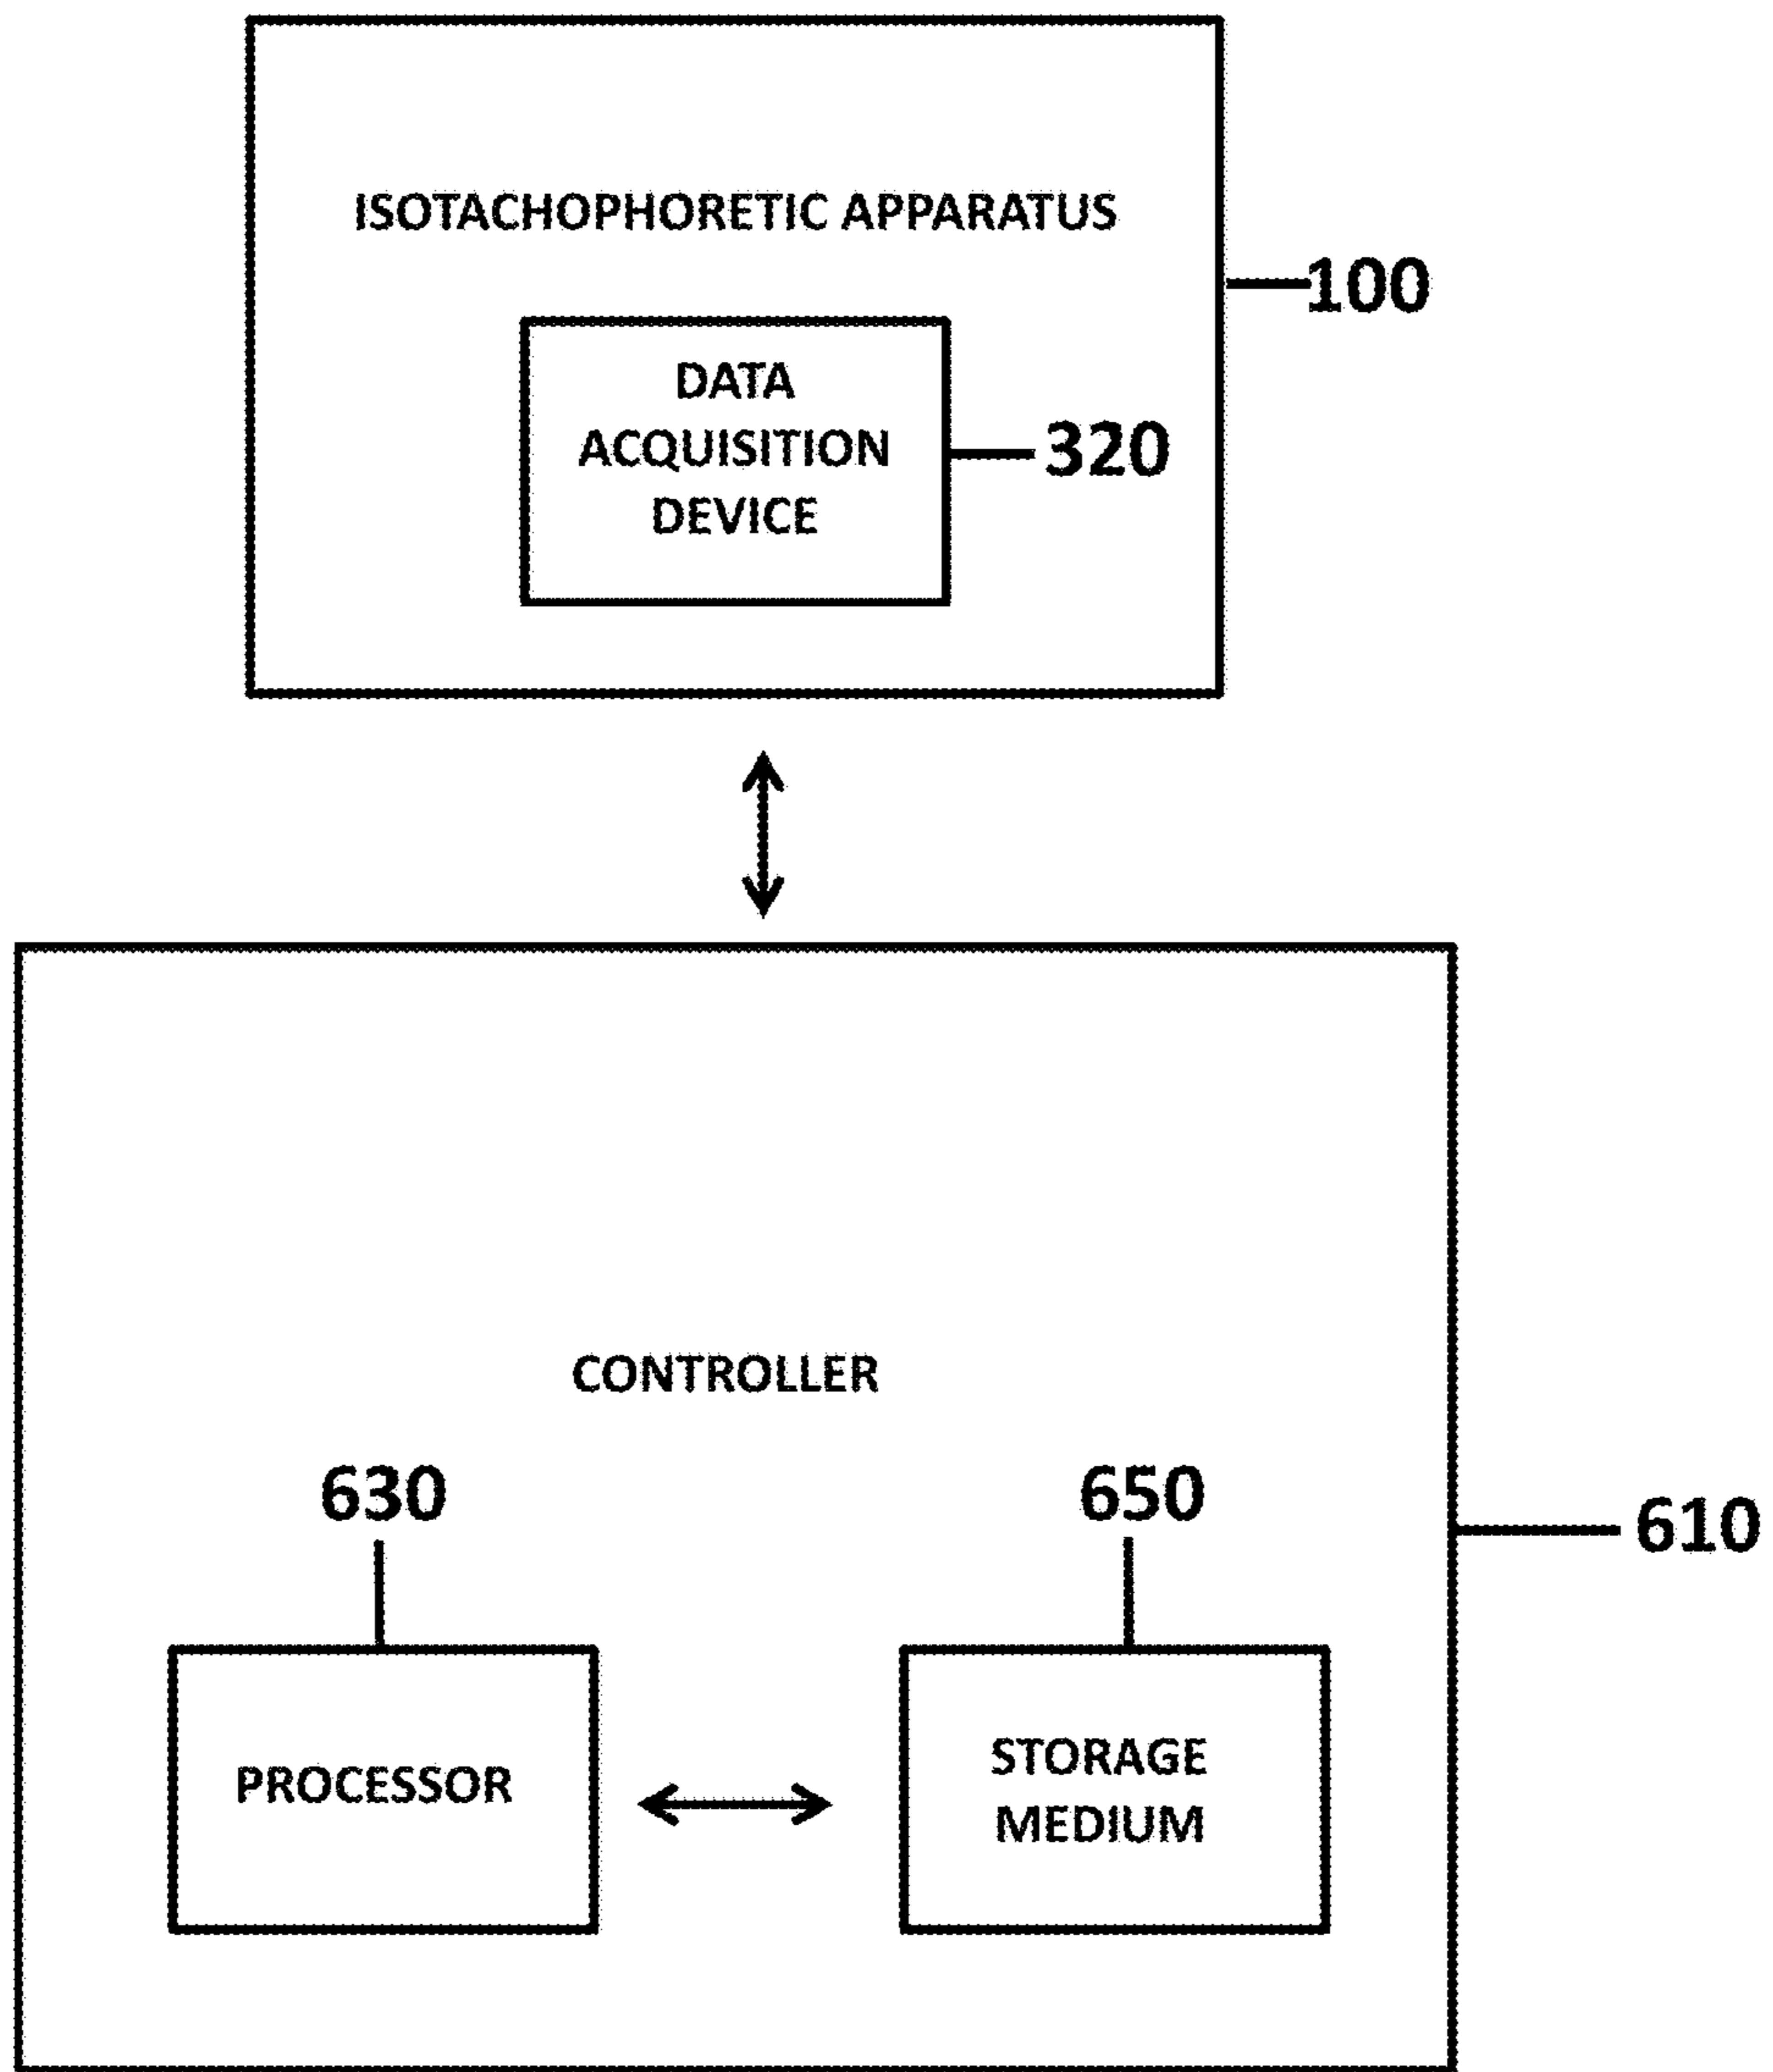 ISOTACHOPHORETIC APPARATUS
100
DATA
ACQUISITION
DEVICE
320
CONTROLLER
630
650
610
PROCESSOR
STORAGE
MEDIUM